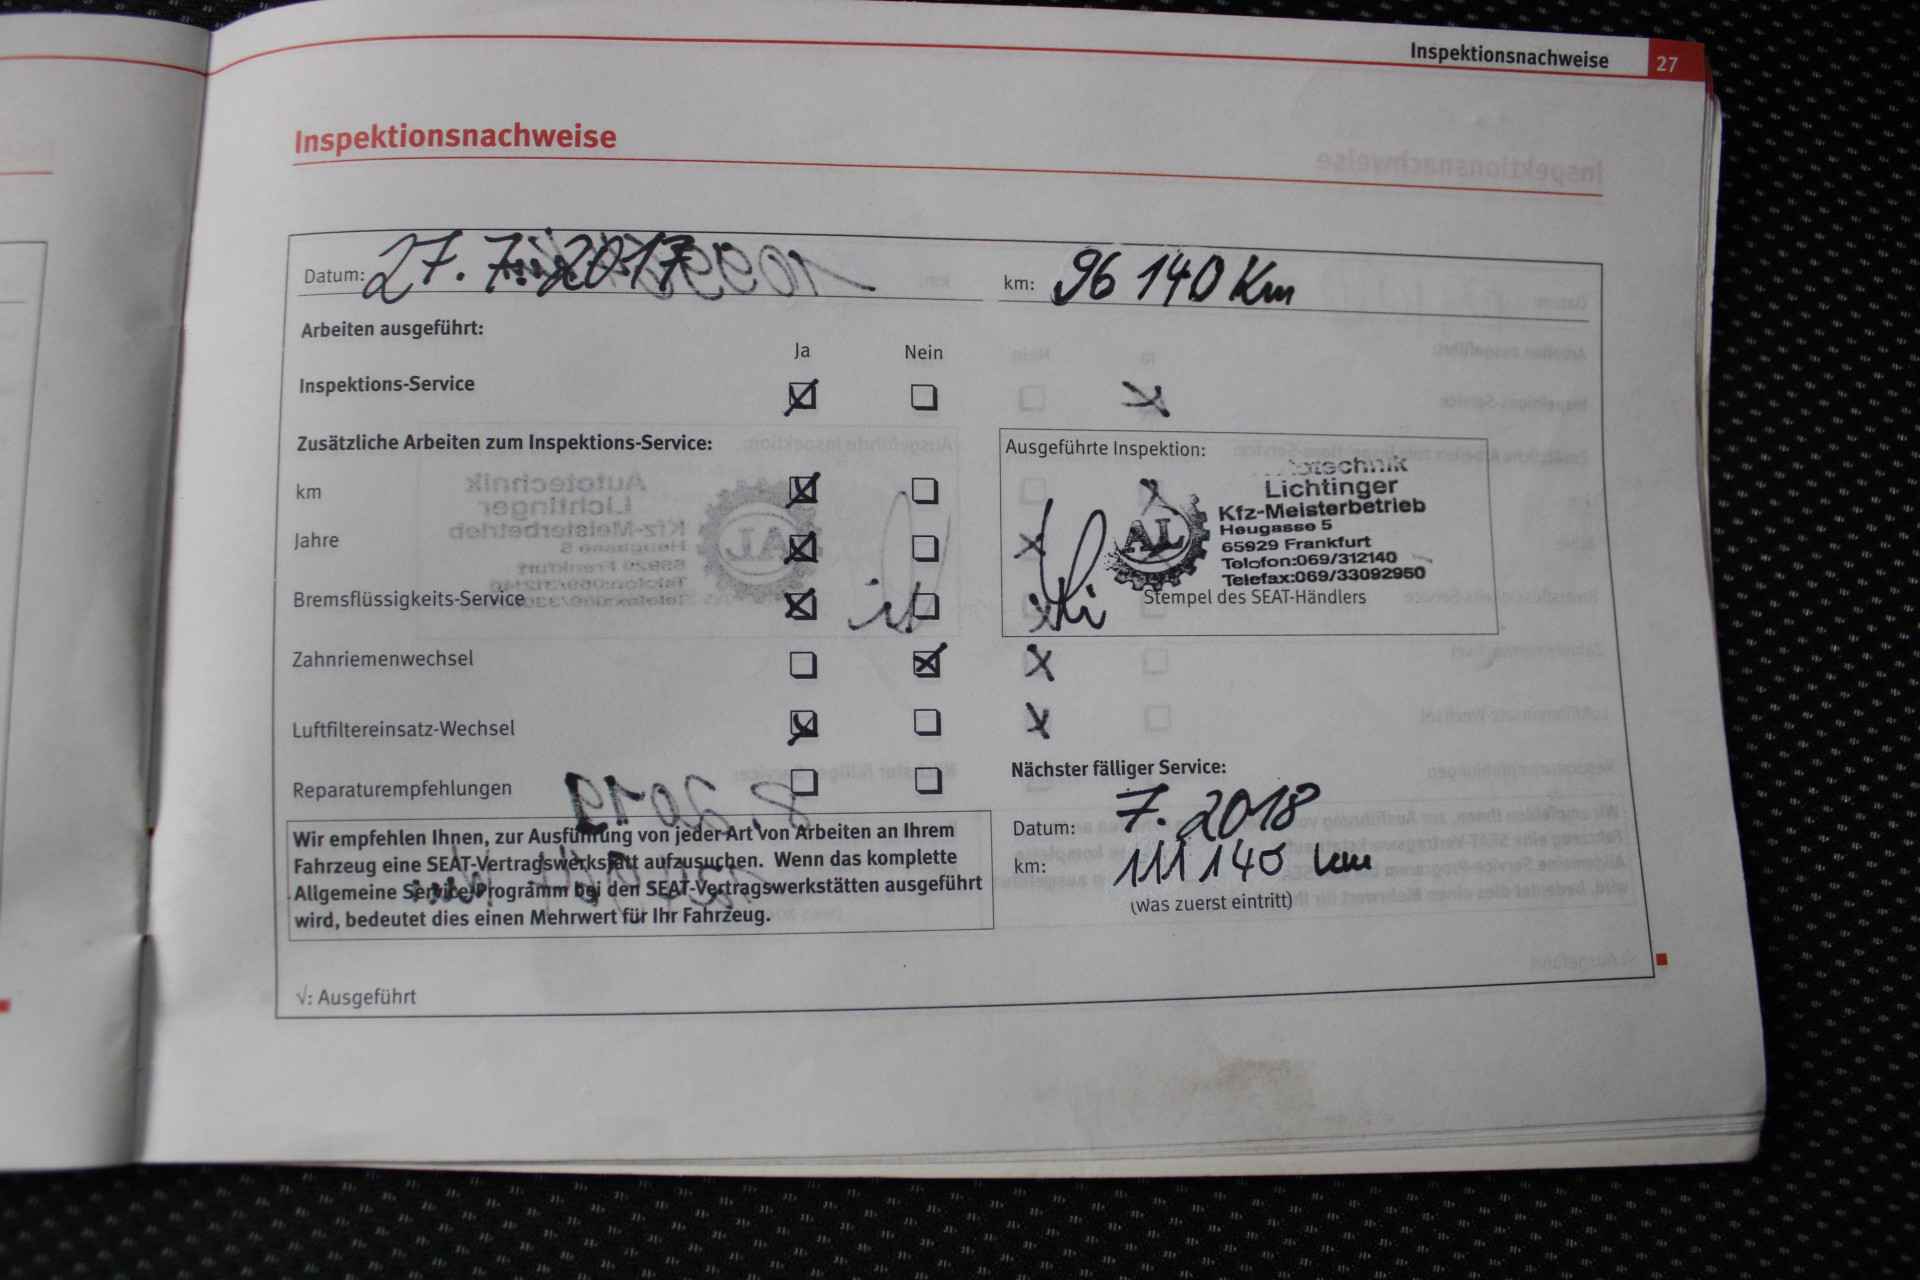 Inspektionsnachweise 27
Inspektionsnachweise
Datum: 27.7.2017 km: 96 140 Km
Arbeiten ausgeführt:
Ja Nein
Inspektions-Service
Zusätzliche Arbeiten zum Inspektions-Service:
km
Jahre
Bremsflüssigkeits-Service
Zahnriemenwechsel
Luftfiltereinsatz-Wechsel
Reparaturempfehlungen
Wir empfehlen Ihnen, zur Ausführung von jeder Art von Arbeiten an Ihrem
Fahrzeug eine SEAT-Vertragswerkstatt aufzusuchen. Wenn das komplette
Allgemeine Service-Programm bei den SEAT-Vertragswerkstätten ausgeführt
wird, bedeutet dies einen Mehrwert für Ihr Fahrzeug.
√: Ausgeführt
Ausgeführte Inspektion:
AL
Lichtinger
Kfz-Meisterbetrieb
Heugasse 5
65929 Frankfurt
Telefon:069/312140
Telefax:069/33092950
Stempel des SEAT-Händlers
Nächster fälliger Service:
Datum: 7.2018
km: 111 140 km
(was zuerst eintritt)